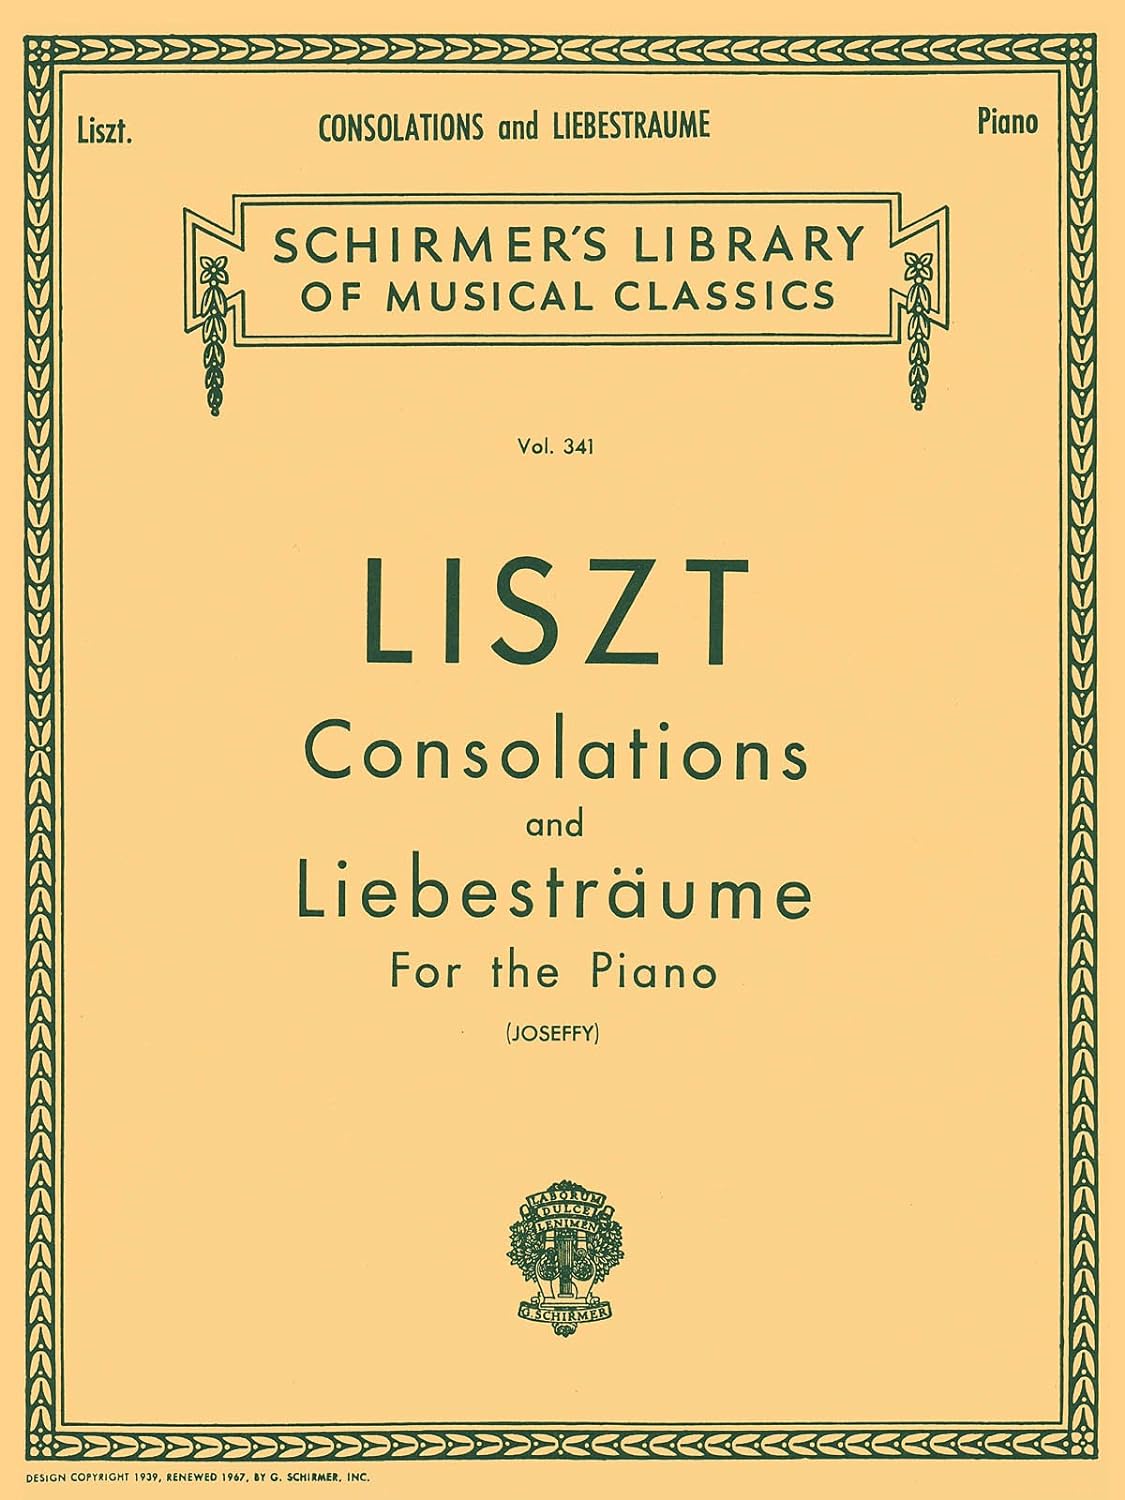 Liszt.
CONSOLATIONS and LIEBESTRAUME
Piano
SCHIRMER'S LIBRARY
OF MUSICAL CLASSICS
Vol. 341
LISZT
Consolations
and
Liebesträume
For the Piano
(JOSEFFY)
LABORUM
DULCE
LENIMEN
G. SCHIRMER
DESIGN COPYRIGHT 1939, RENEWED 1967, BY G. SCHIRMER, INC.